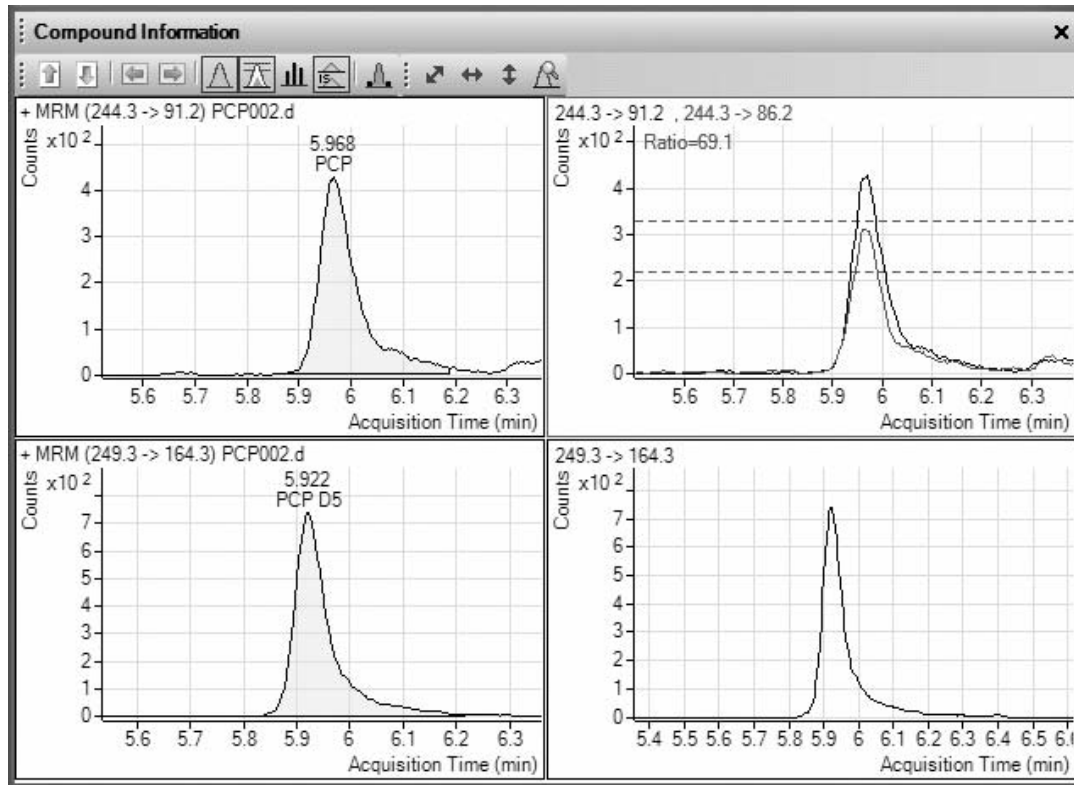 Compound Information
IS
+ MRM (244.3 -> 91.2) PCP002.d
Counts
x10 2
5.968
PCP
4
3
2
1
0
5.6 5.7 5.8 5.9 6 6.1 6.2 6.3
Acquisition Time (min)
244.3 -> 91.2 , 244.3 -> 86.2
Counts
x10 2
Ratio=69.1
4
3
2
1
0
5.6 5.7 5.8 5.9 6 6.1 6.2 6.3
Acquisition Time (min)
+ MRM (249.3 -> 164.3) PCP002.d
Counts
x10 2
5.922
PCP D5
7
6
5
4
3
2
1
0
5.6 5.7 5.8 5.9 6 6.1 6.2 6.3
Acquisition Time (min)
249.3 -> 164.3
Counts
x10 2
7
6
5
4
3
2
1
0
5.4 5.5 5.6 5.7 5.8 5.9 6 6.1 6.2 6.3 6.4 6.5
Acquisition Time (min)